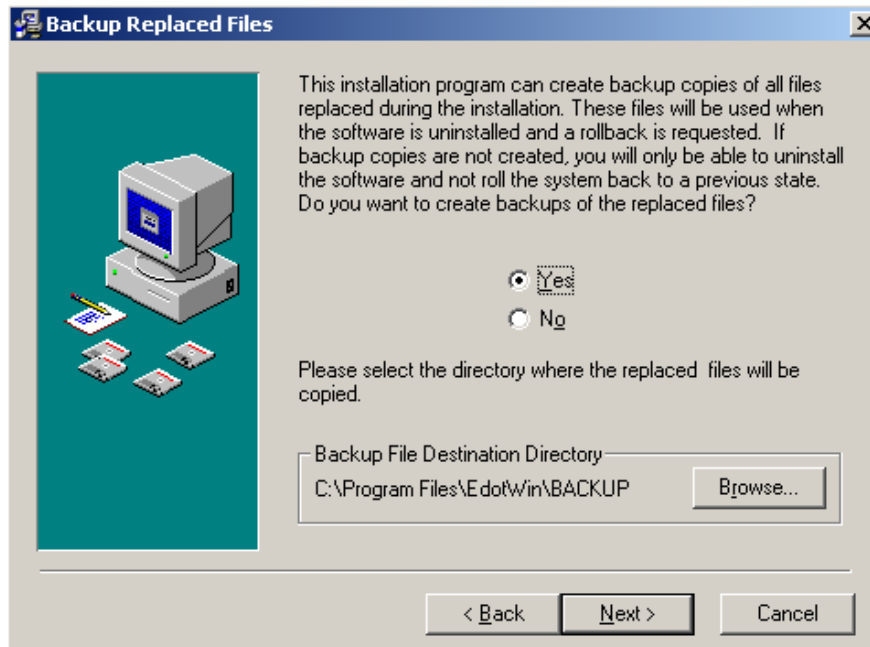 Backup Replaced Files
This installation program can create backup copies of all files
replaced during the installation. These files will be used when
the software is uninstalled and a rollback is requested.  If
backup copies are not created, you will only be able to uninstall
the software and not roll the system back to a previous state.
Do you want to create backups of the replaced files?
Yes
No
Please select the directory where the replaced  files will be
copied.
Backup File Destination Directory
C:\Program Files\EdotWin\BACKUP
Browse...
< Back
Next >
Cancel